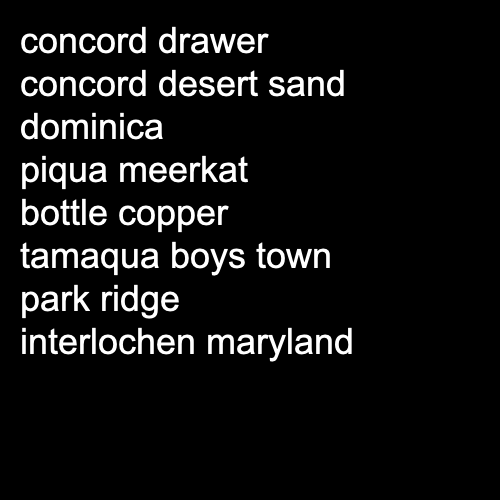 concord drawer
concord desert sand
dominica
piqua meerkat
bottle copper
tamaqua boys town
park ridge
interlochen maryland